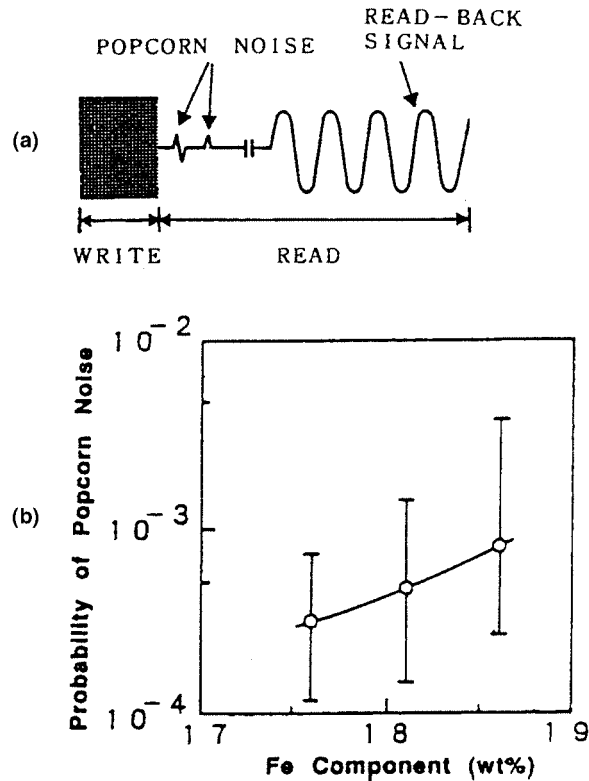 (a)
POPCORN NOISE
READ-BACK
SIGNAL
WRITE
READ
(b)
Probability of Popcorn Noise
10-2
10-3
10-4
17
18
19
Fe Component (wt%)